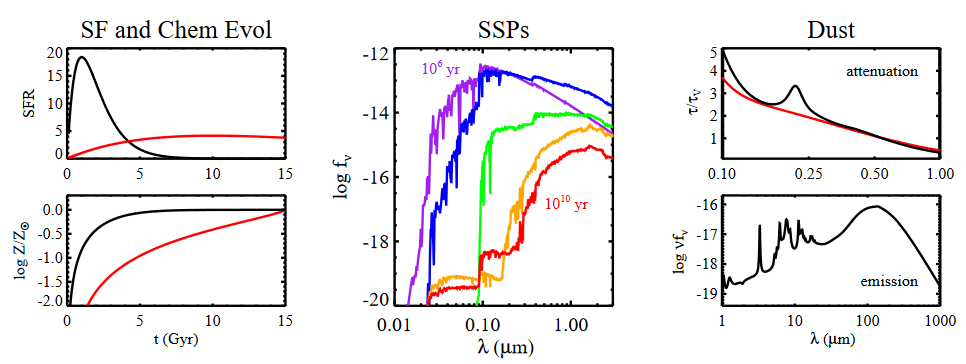 SF and Chem Evol
SFR
20
15
10
5
0
0 5 10 15
log Z/Z☉
0.0
-0.5
-1.0
-1.5
-2.0
0 5 10 15
t (Gyr)
SSPs
log fν
-12
-14
-16
-18
-20
10⁶ yr
10¹⁰ yr
0.01 0.10 1.00
λ (μm)
Dust
τ/τV
5
4
3
2
1
attenuation
0.10 0.25 0.50 1.00
log νfν
-16
-17
-18
-19
emission
1 10 100 1000
λ (μm)